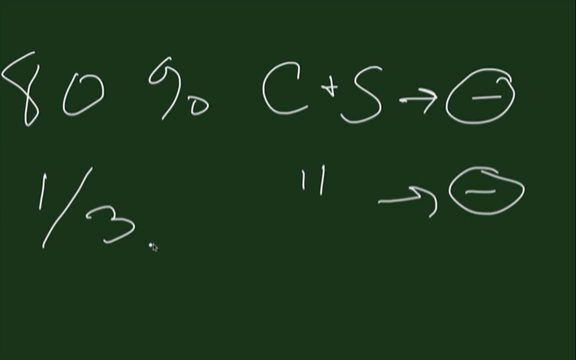 80 % C+S → ⊖
1/3 " → ⊖